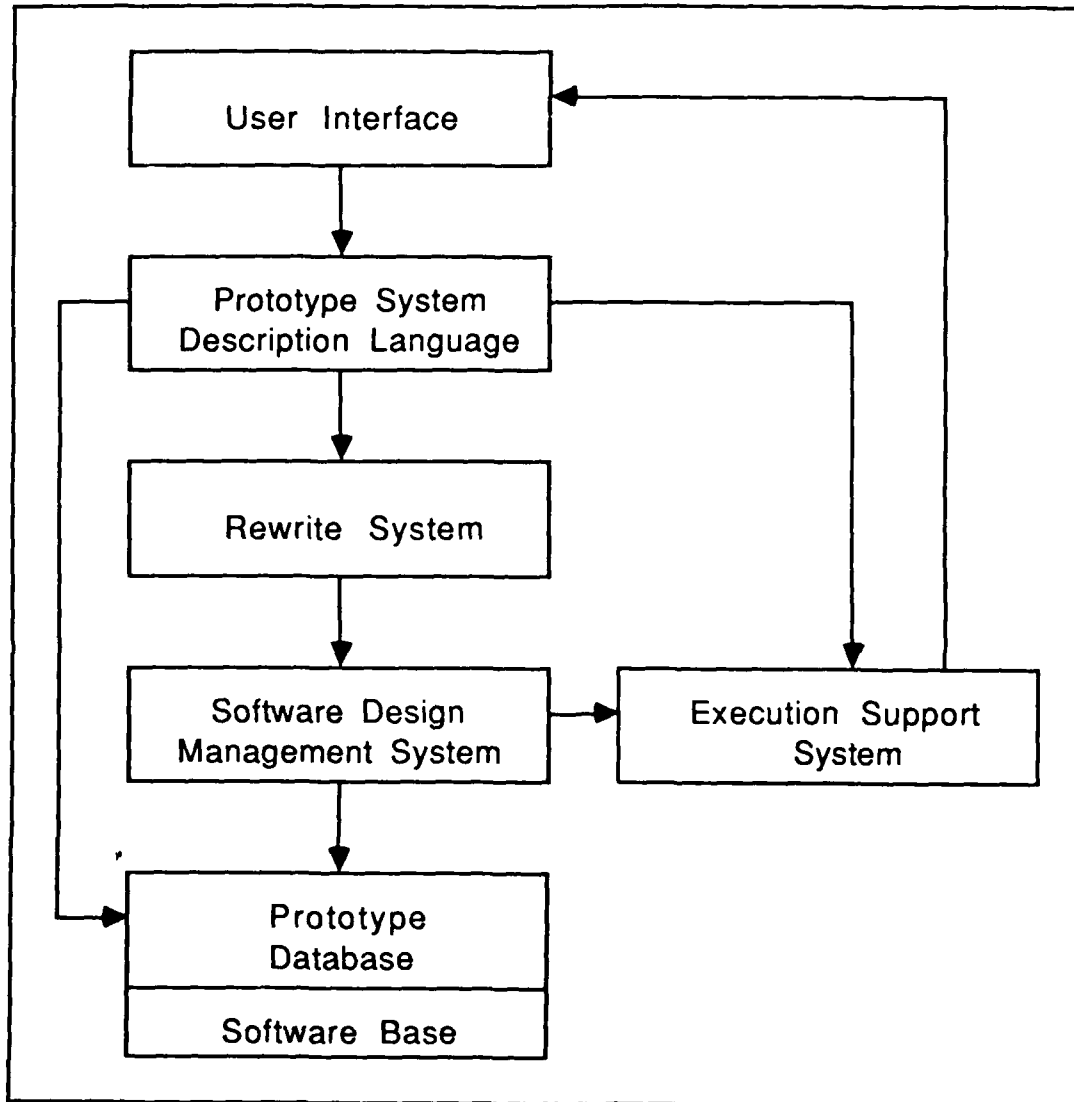 User Interface
Prototype System
Description Language
Rewrite System
Software Design
Management System
Execution Support
System
Prototype
Database
Software Base